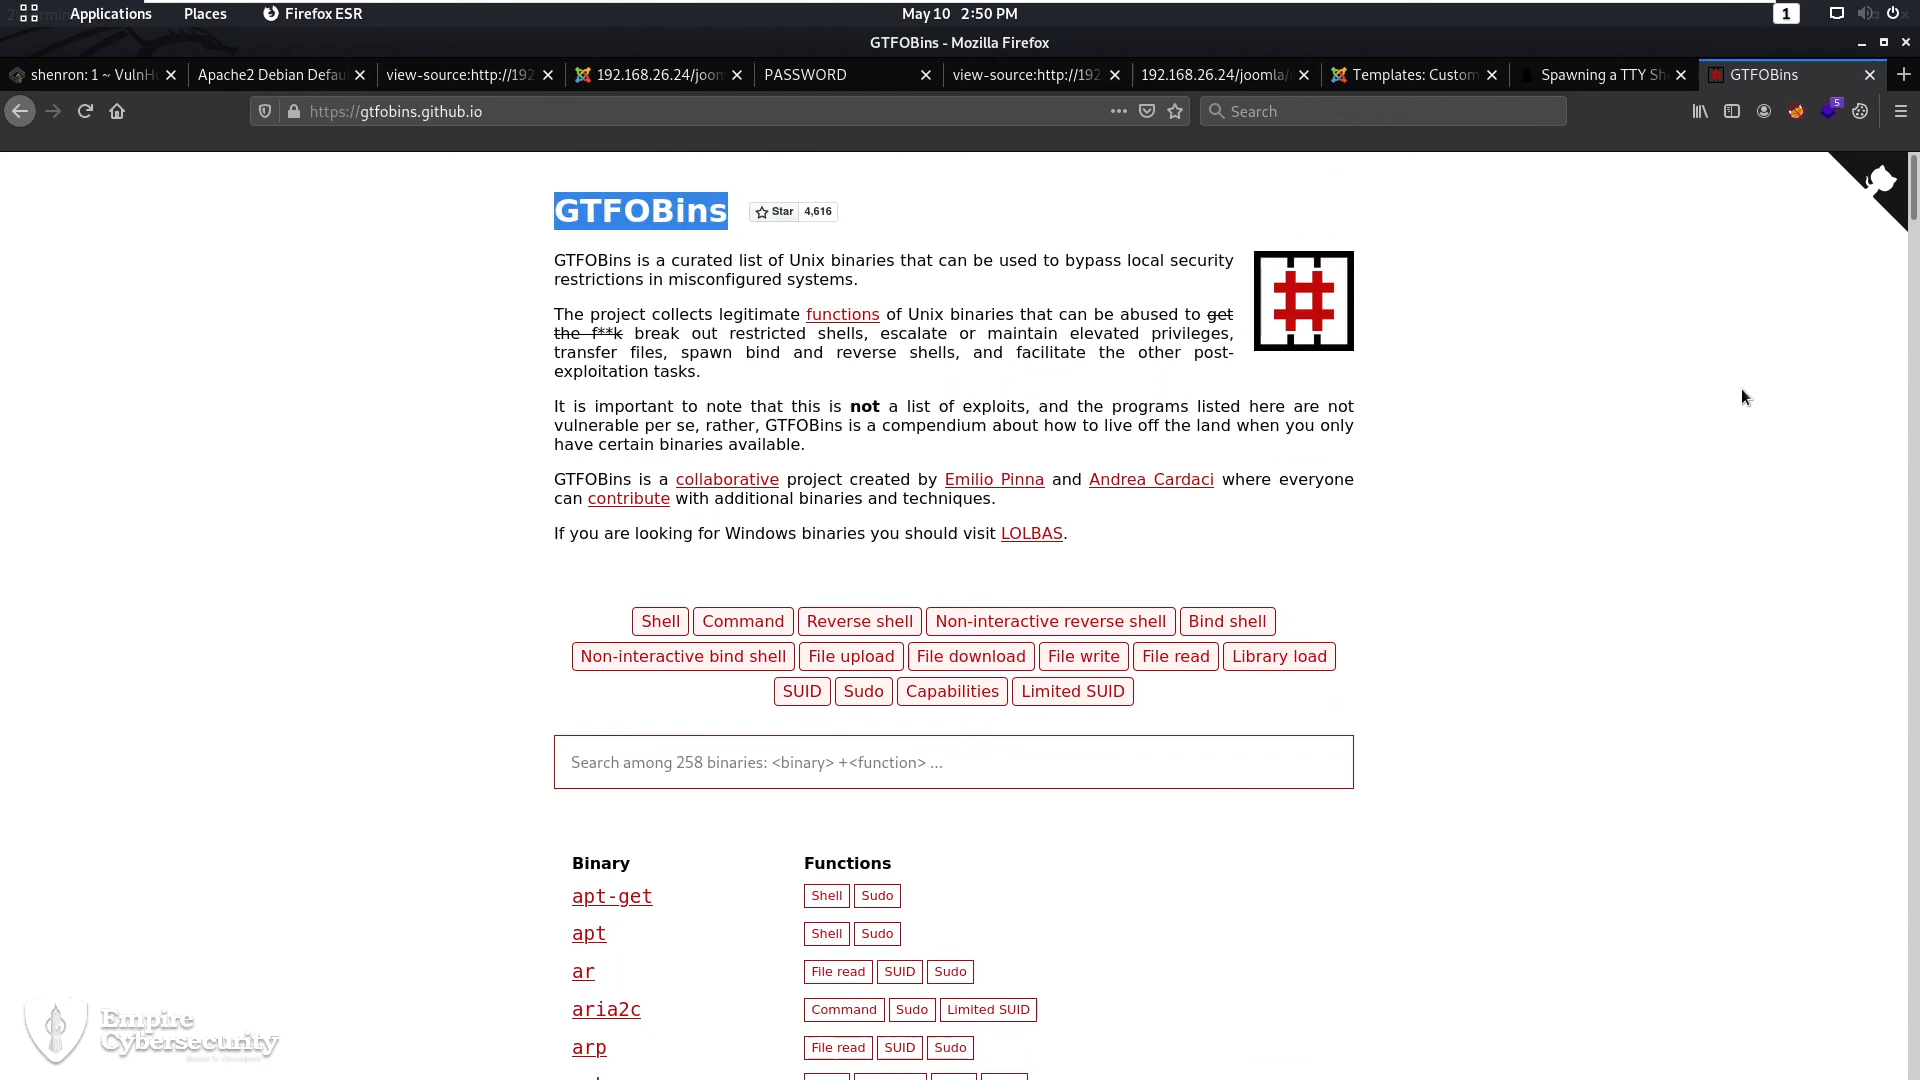 Applications Places Firefox ESR May 10 2:50 PM 1
GTFOBins - Mozilla Firefox
shenron: 1 ~ VulnH Apache2 Debian Defau view-source:http://192 192.168.26.24/joom PASSWORD view-source:http://192 192.168.26.24/joomla/ Templates: Custom Spawning a TTY She GTFOBins
https://gtfobins.github.io Search 5
GTFOBins Star 4,616
GTFOBins is a curated list of Unix binaries that can be used to bypass local security
restrictions in misconfigured systems.
The project collects legitimate functions of Unix binaries that can be abused to get
the f**k break out restricted shells, escalate or maintain elevated privileges,
transfer files, spawn bind and reverse shells, and facilitate the other post-
exploitation tasks.
It is important to note that this is not a list of exploits, and the programs listed here are not
vulnerable per se, rather, GTFOBins is a compendium about how to live off the land when you only
have certain binaries available.
GTFOBins is a collaborative project created by Emilio Pinna and Andrea Cardaci where everyone
can contribute with additional binaries and techniques.
If you are looking for Windows binaries you should visit LOLBAS.
Shell Command Reverse shell Non-interactive reverse shell Bind shell
Non-interactive bind shell File upload File download File write File read Library load
SUID Sudo Capabilities Limited SUID
Search among 258 binaries: <binary> +<function> ...
Binary Functions
apt-get Shell Sudo
apt Shell Sudo
ar File read SUID Sudo
aria2c Command Sudo Limited SUID
arp File read SUID Sudo
Empire
Cybersecurity